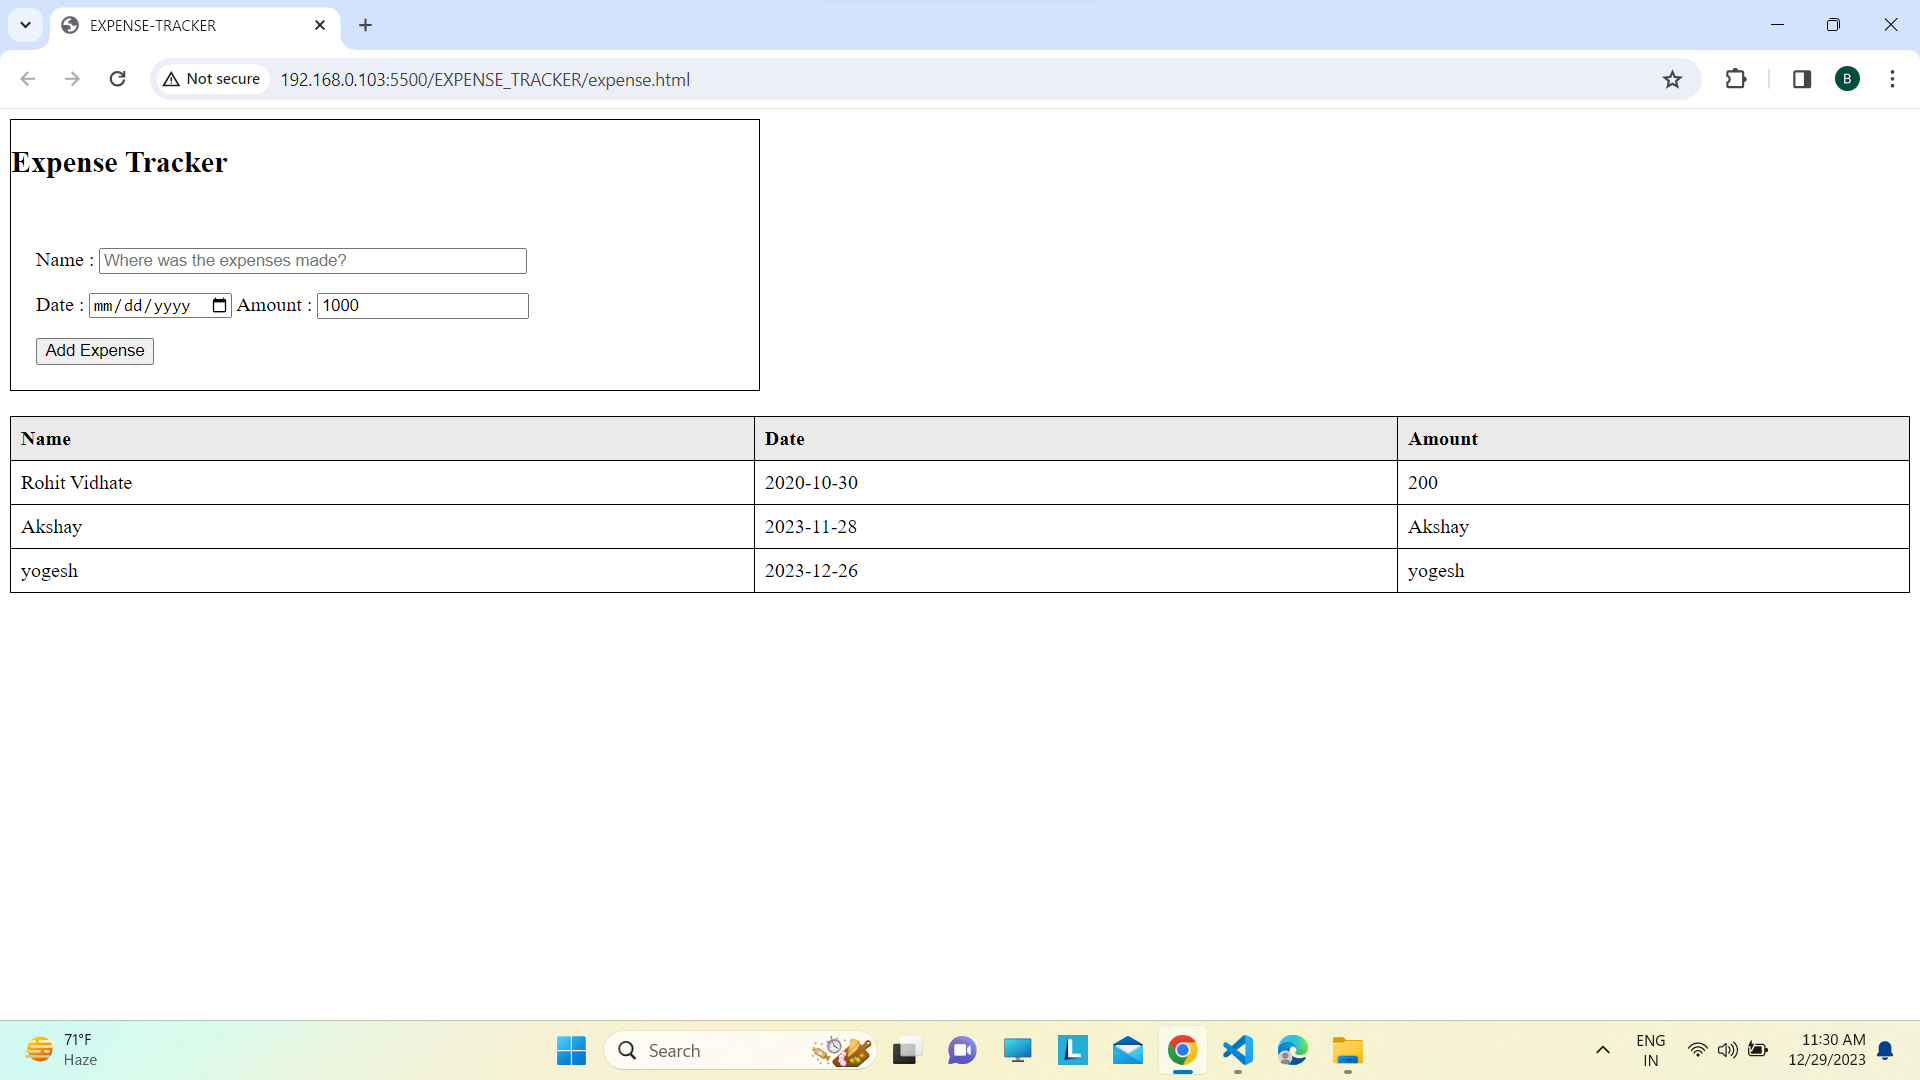 EXPENSE-TRACKER
Not secure 192.168.0.103:5500/EXPENSE_TRACKER/expense.html B
Expense Tracker
Name : Where was the expenses made?
Date : mm/dd/yyyy Amount : 1000
Add Expense
Name Date Amount
Rohit Vidhate 2020-10-30 200
Akshay 2023-11-28 Akshay
yogesh 2023-12-26 yogesh
71°F
Haze
Search
L
ENG
IN
11:30 AM
12/29/2023